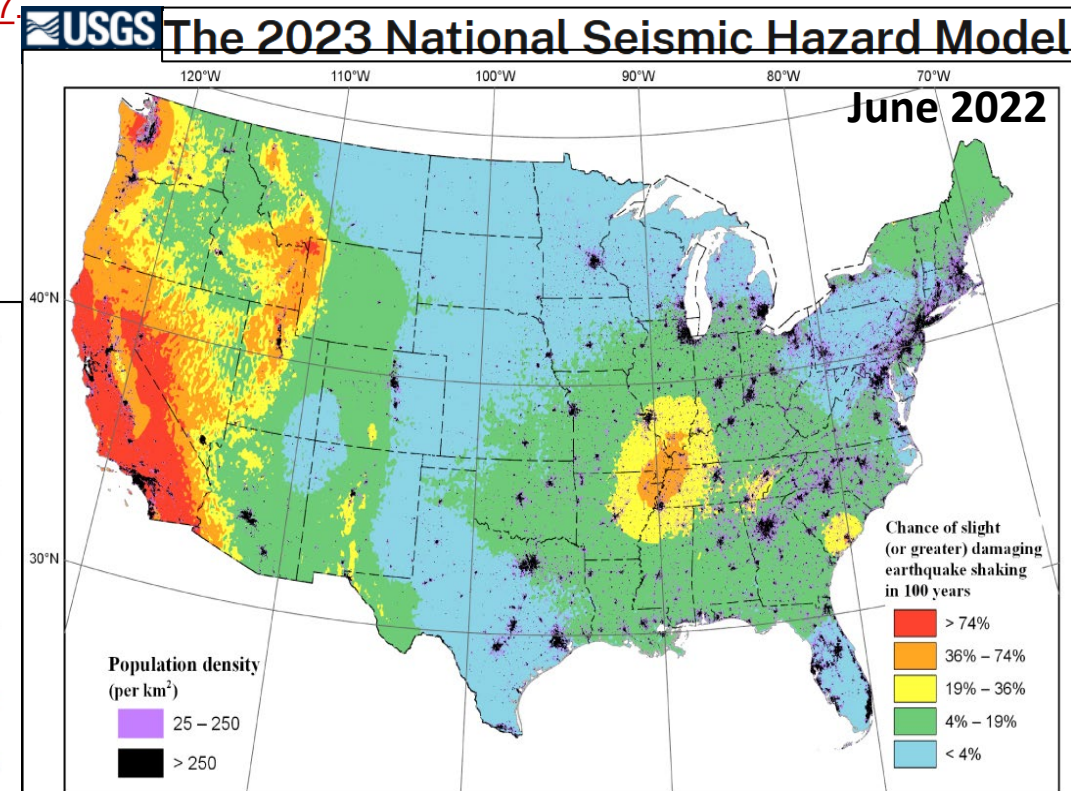 7.
USGS The 2023 National Seismic Hazard Model
120°W 110°W 100°W 90°W 80°W 70°W
June 2022
40°N
30°N
Chance of slight
(or greater) damaging
earthquake shaking
in 100 years
> 74%
36% – 74%
19% – 36%
4% – 19%
< 4%
Population density
(per km²)
25 – 250
> 250